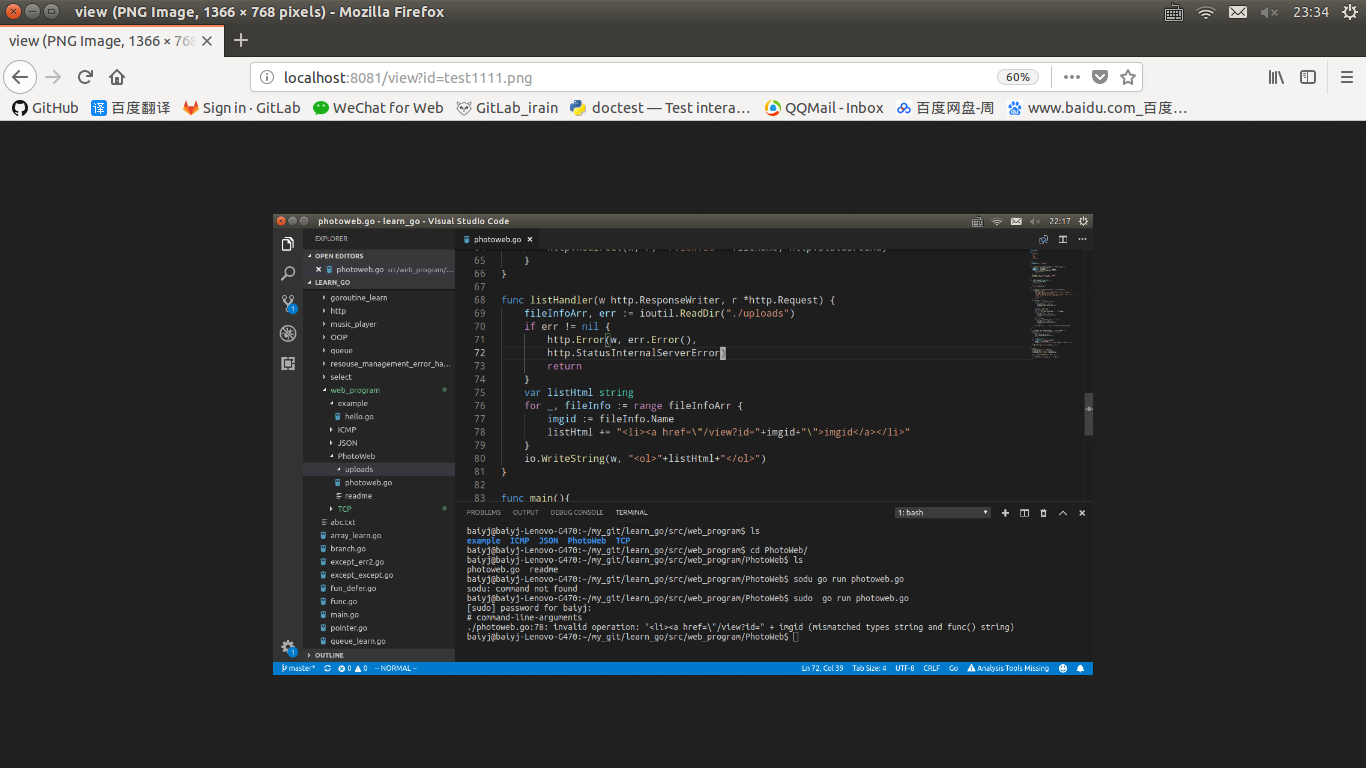 view (PNG Image, 1366 × 768 pixels) - Mozilla Firefox
23:34
view (PNG Image, 1366 × 768
localhost:8081/view?id=test1111.png
60%
GitHub
百度翻译
Sign in · GitLab
WeChat for Web
GitLab_irain
doctest — Test intera…
QQMail - Inbox
百度网盘-周
www.baidu.com_百度…
photoweb.go - learn_go - Visual Studio Code
22:17
EXPLORER
OPEN EDITORS
photoweb.go src/web_program/...
LEARN_GO
goroutine_learn
http
music_player
OOP
queue
resouse_management_error_ha...
select
web_program
example
hello.go
ICMP
JSON
PhotoWeb
uploads
photoweb.go
readme
TCP
abc.txt
array_learn.go
branch.go
except_err2.go
except_except.go
fun_defer.go
func.go
main.go
pointer.go
queue_learn.go
OUTLINE
photoweb.go
65 }
66 }
67
68 func listHandler(w http.ResponseWriter, r *http.Request) {
69 fileInfoArr, err := ioutil.ReadDir("./uploads")
70 if err != nil {
71 http.Error(w, err.Error(),
72 http.StatusInternalServerError)
73 return
74 }
75 var listHtml string
76 for _, fileInfo := range fileInfoArr {
77 imgid := fileInfo.Name
78 listHtml += "<li><a href=\"/view?id="+imgid+"\">imgid</a></li>"
79 }
80 io.WriteString(w, "<ol>"+listHtml+"</ol>")
81 }
82
83 func main(){
PROBLEMS OUTPUT DEBUG CONSOLE TERMINAL
1: bash
baiyj@baiyj-Lenovo-G470:~/my_git/learn_go/src/web_program$ ls
example ICMP JSON PhotoWeb TCP
baiyj@baiyj-Lenovo-G470:~/my_git/learn_go/src/web_program$ cd PhotoWeb/
baiyj@baiyj-Lenovo-G470:~/my_git/learn_go/src/web_program/PhotoWeb$ ls
photoweb.go readme
baiyj@baiyj-Lenovo-G470:~/my_git/learn_go/src/web_program/PhotoWeb$ sodu go run photoweb.go
sodu: command not found
baiyj@baiyj-Lenovo-G470:~/my_git/learn_go/src/web_program/PhotoWeb$ sudo  go run photoweb.go
[sudo] password for baiyj:
# command-line-arguments
./photoweb.go:78: invalid operation: "<li><a href=\"/view?id=" + imgid (mismatched types string and func() string)
baiyj@baiyj-Lenovo-G470:~/my_git/learn_go/src/web_program/PhotoWeb$
master* 0 0 -- NORMAL -- Ln 72, Col 39 Tab Size: 4 UTF-8 CRLF Go Analysis Tools Missing